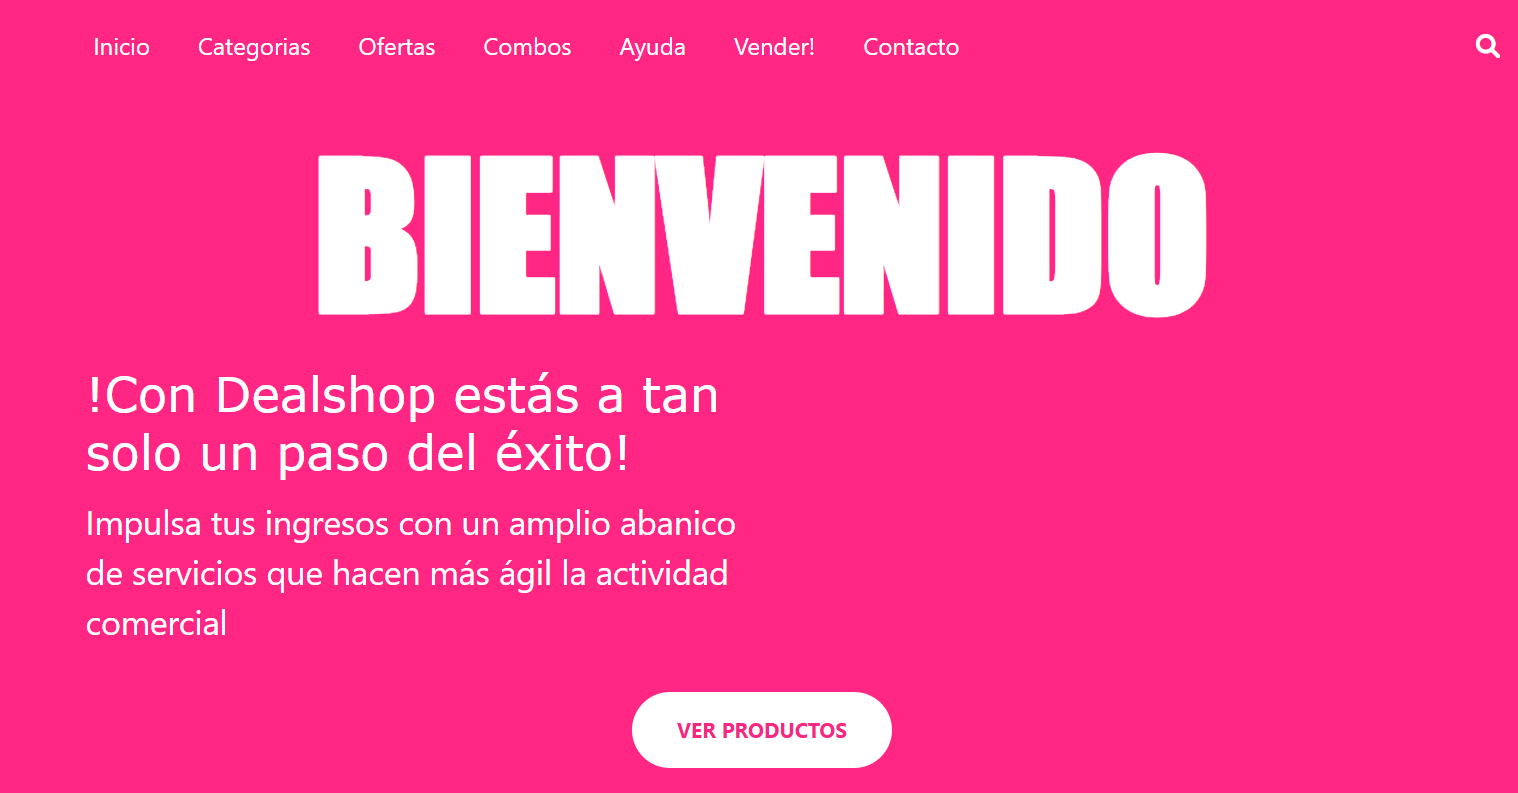 Inicio Categorias Ofertas Combos Ayuda Vender! Contacto
BIENVENIDO
!Con Dealshop estás a tan
solo un paso del éxito!
Impulsa tus ingresos con un amplio abanico
de servicios que hacen más ágil la actividad
comercial
VER PRODUCTOS